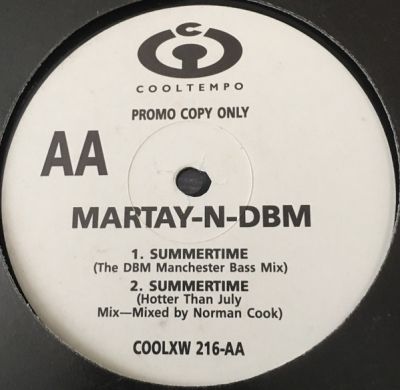 C
COOLTEMPO
PROMO COPY ONLY
AA
MARTAY-N-DBM
1. SUMMERTIME
(The DBM Manchester Bass Mix)
2. SUMMERTIME
(Hotter Than July
Mix—Mixed by Norman Cook)
COOLXW 216-AA